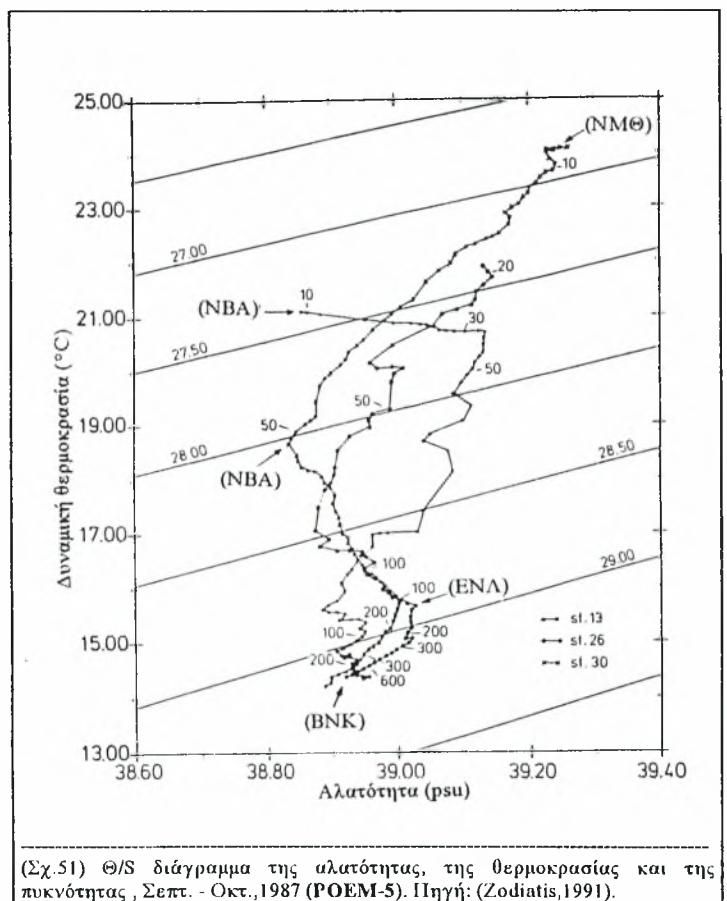 25.00
(ΝΜΘ)
10
23.00
27.00
20
10
(ΝΒΑ)
30
21.00
27.50
50
50
19.00
50
28.00
(ΝΒΑ)
28.50
17.00
100
29.00
100
(ΕΝΛ)
200
st.13
100
200
15.00
st.26
300
200
300
st.30
600
(ΒΝΚ)
13.00
38.60
38.80
39.00
39.20
39.40
Δυναμική θερμοκρασία (°C)
Αλατότητα (psu)
(Σχ.51) Θ/S διάγραμμα της αλατότητας, της θερμοκρασίας και της
πυκνότητας , Σεπτ. - Οκτ.,1987 (POEM-5). Πηγή: (Zodiatis,1991).